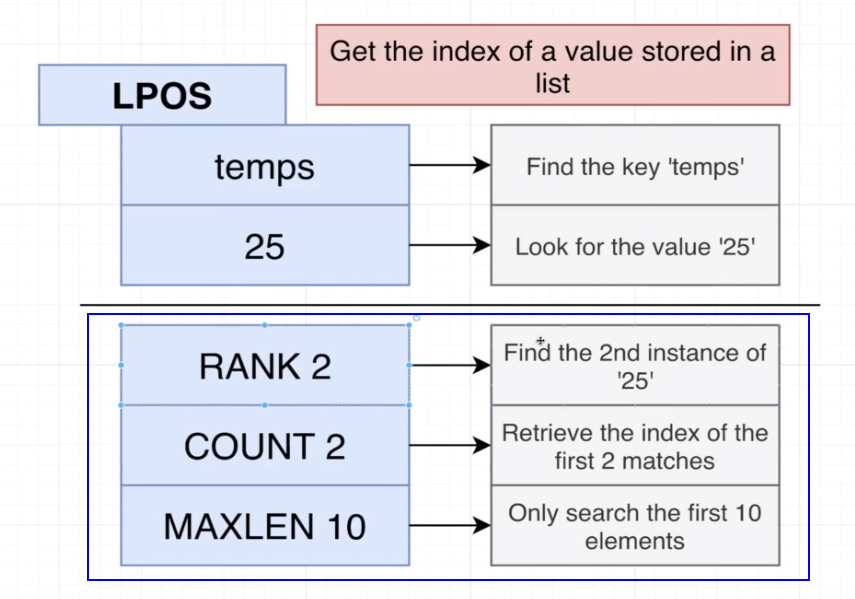 Get the index of a value stored in a
list
LPOS
temps
Find the key 'temps'
25
Look for the value '25'
RANK 2
Find the 2nd instance of
'25'
COUNT 2
Retrieve the index of the
first 2 matches
MAXLEN 10
Only search the first 10
elements